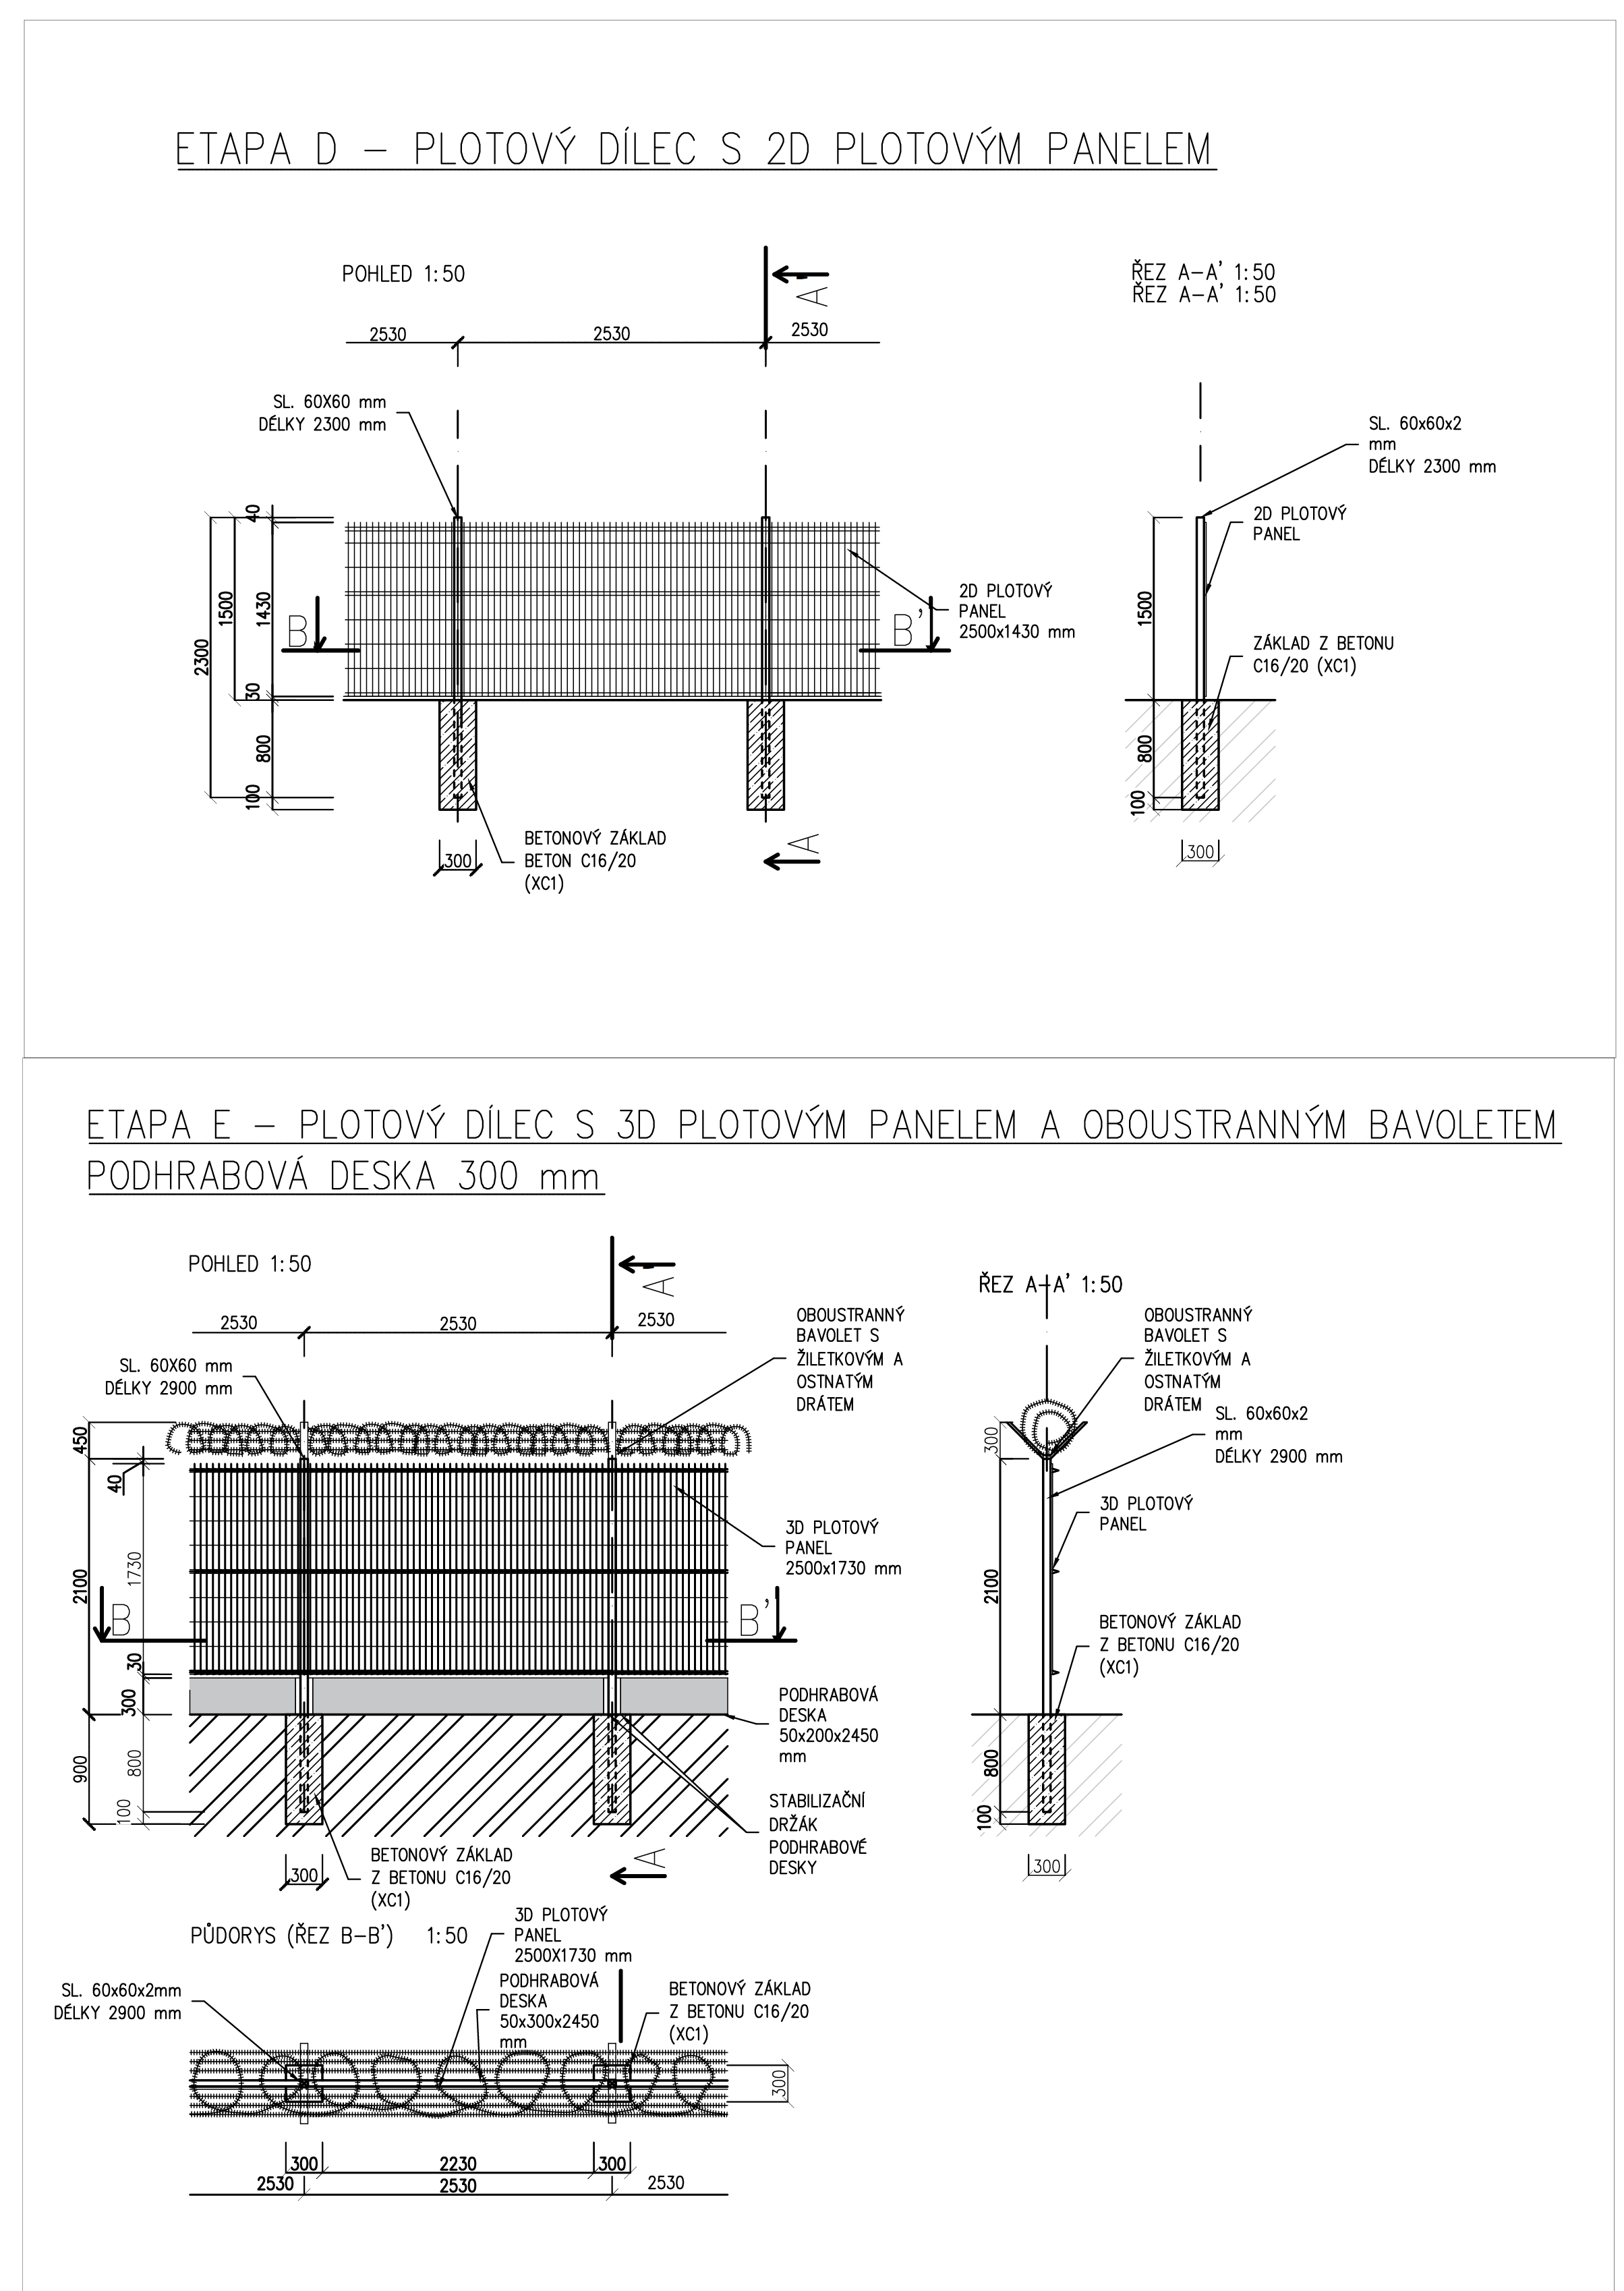 ETAPA D – PLOTOVÝ DÍLEC S 2D PLOTOVÝM PANELEM
POHLED 1:50
A'
ŘEZ A–A' 1:50
ŘEZ A–A' 1:50
2530
2530
2530
SL. 60X60 mm
DÉLKY 2300 mm
SL. 60x60x2
mm
DÉLKY 2300 mm
2D PLOTOVÝ
PANEL
40
1430
1500
2300
30
800
100
B
B'
2D PLOTOVÝ
PANEL
2500x1430 mm
1500
800
100
ZÁKLAD Z BETONU
C16/20 (XC1)
BETONOVÝ ZÁKLAD
BETON C16/20
(XC1)
300
A
300
ETAPA E – PLOTOVÝ DÍLEC S 3D PLOTOVÝM PANELEM A OBOUSTRANNÝM BAVOLETEM
PODHRABOVÁ DESKA 300 mm
POHLED 1:50
A'
ŘEZ A–A' 1:50
2530
2530
2530
OBOUSTRANNÝ
BAVOLET S
ŽILETKOVÝM A
OSTNATÝM
DRÁTEM
OBOUSTRANNÝ
BAVOLET S
ŽILETKOVÝM A
OSTNATÝM
DRÁTEM
SL. 60X60 mm
DÉLKY 2900 mm
SL. 60x60x2
mm
DÉLKY 2900 mm
450
40
1730
2100
30
300
900
800
100
B
B'
3D PLOTOVÝ
PANEL
2500x1730 mm
300
2100
800
100
3D PLOTOVÝ
PANEL
BETONOVÝ ZÁKLAD
Z BETONU C16/20
(XC1)
PODHRABOVÁ
DESKA
50x200x2450
mm
STABILIZAČNÍ
DRŽÁK
PODHRABOVÉ
DESKY
300
BETONOVÝ ZÁKLAD
Z BETONU C16/20
(XC1)
A
300
PŮDORYS (ŘEZ B–B') 1:50
3D PLOTOVÝ
PANEL
2500X1730 mm
SL. 60x60x2mm
DÉLKY 2900 mm
PODHRABOVÁ
DESKA
50x300x2450
mm
BETONOVÝ ZÁKLAD
Z BETONU C16/20
(XC1)
300
300
2230
300
2530
2530
2530